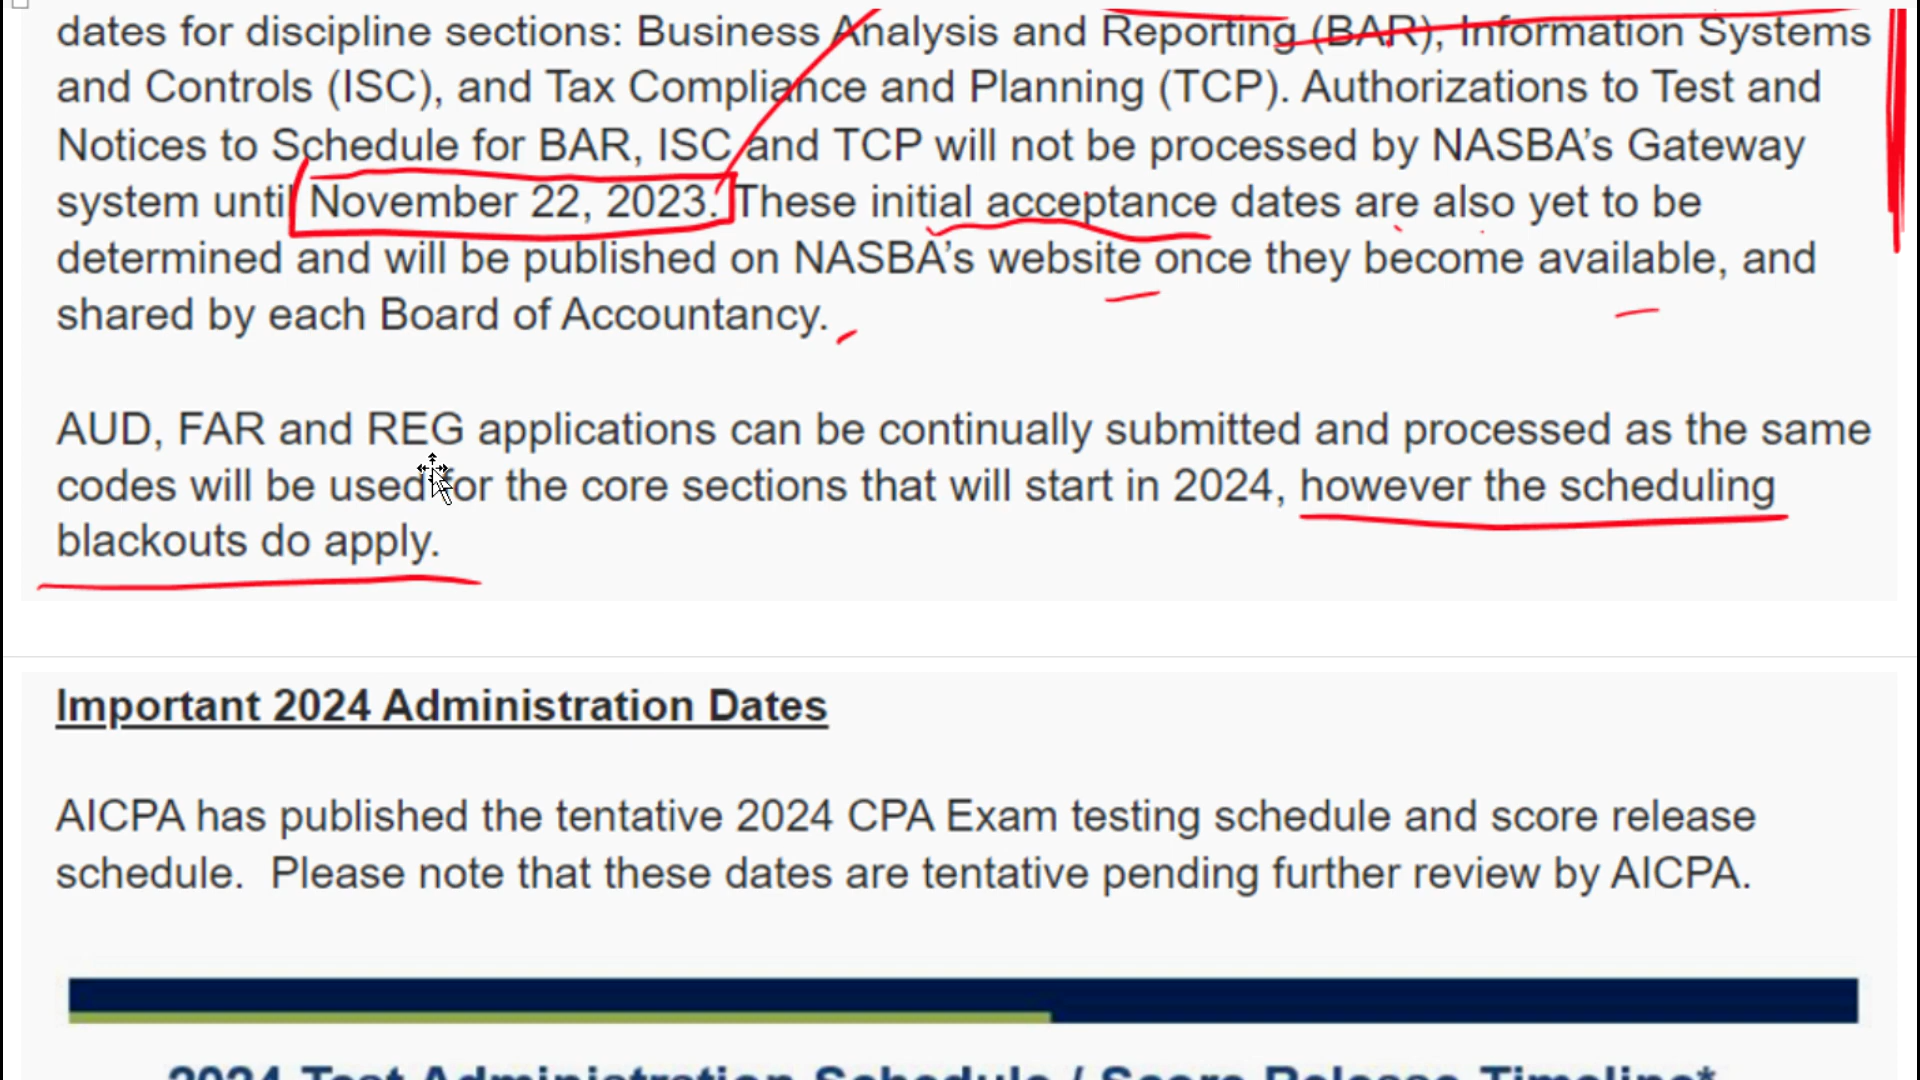 dates for discipline sections: Business Analysis and Reporting (BAR), Information Systems
and Controls (ISC), and Tax Compliance and Planning (TCP). Authorizations to Test and
Notices to Schedule for BAR, ISC and TCP will not be processed by NASBA’s Gateway
system until November 22, 2023. These initial acceptance dates are also yet to be
determined and will be published on NASBA’s website once they become available, and
shared by each Board of Accountancy.
AUD, FAR and REG applications can be continually submitted and processed as the same
codes will be used for the core sections that will start in 2024, however the scheduling
blackouts do apply.
Important 2024 Administration Dates
AICPA has published the tentative 2024 CPA Exam testing schedule and score release
schedule.  Please note that these dates are tentative pending further review by AICPA.
2024 Test Administration Schedule / Score Release Timeline*